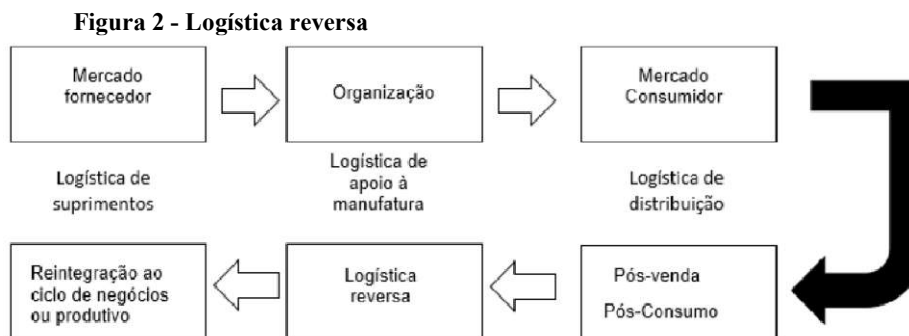 Figura 2 - Logística reversa
Mercado
fornecedor
Organização
Mercado
Consumidor
Logística de
suprimentos
Logística de
apoio à
manufatura
Logística de
distribuição
Reintegração ao
ciclo de negócios
ou produtivo
Logística
reversa
Pós-venda
Pós-Consumo